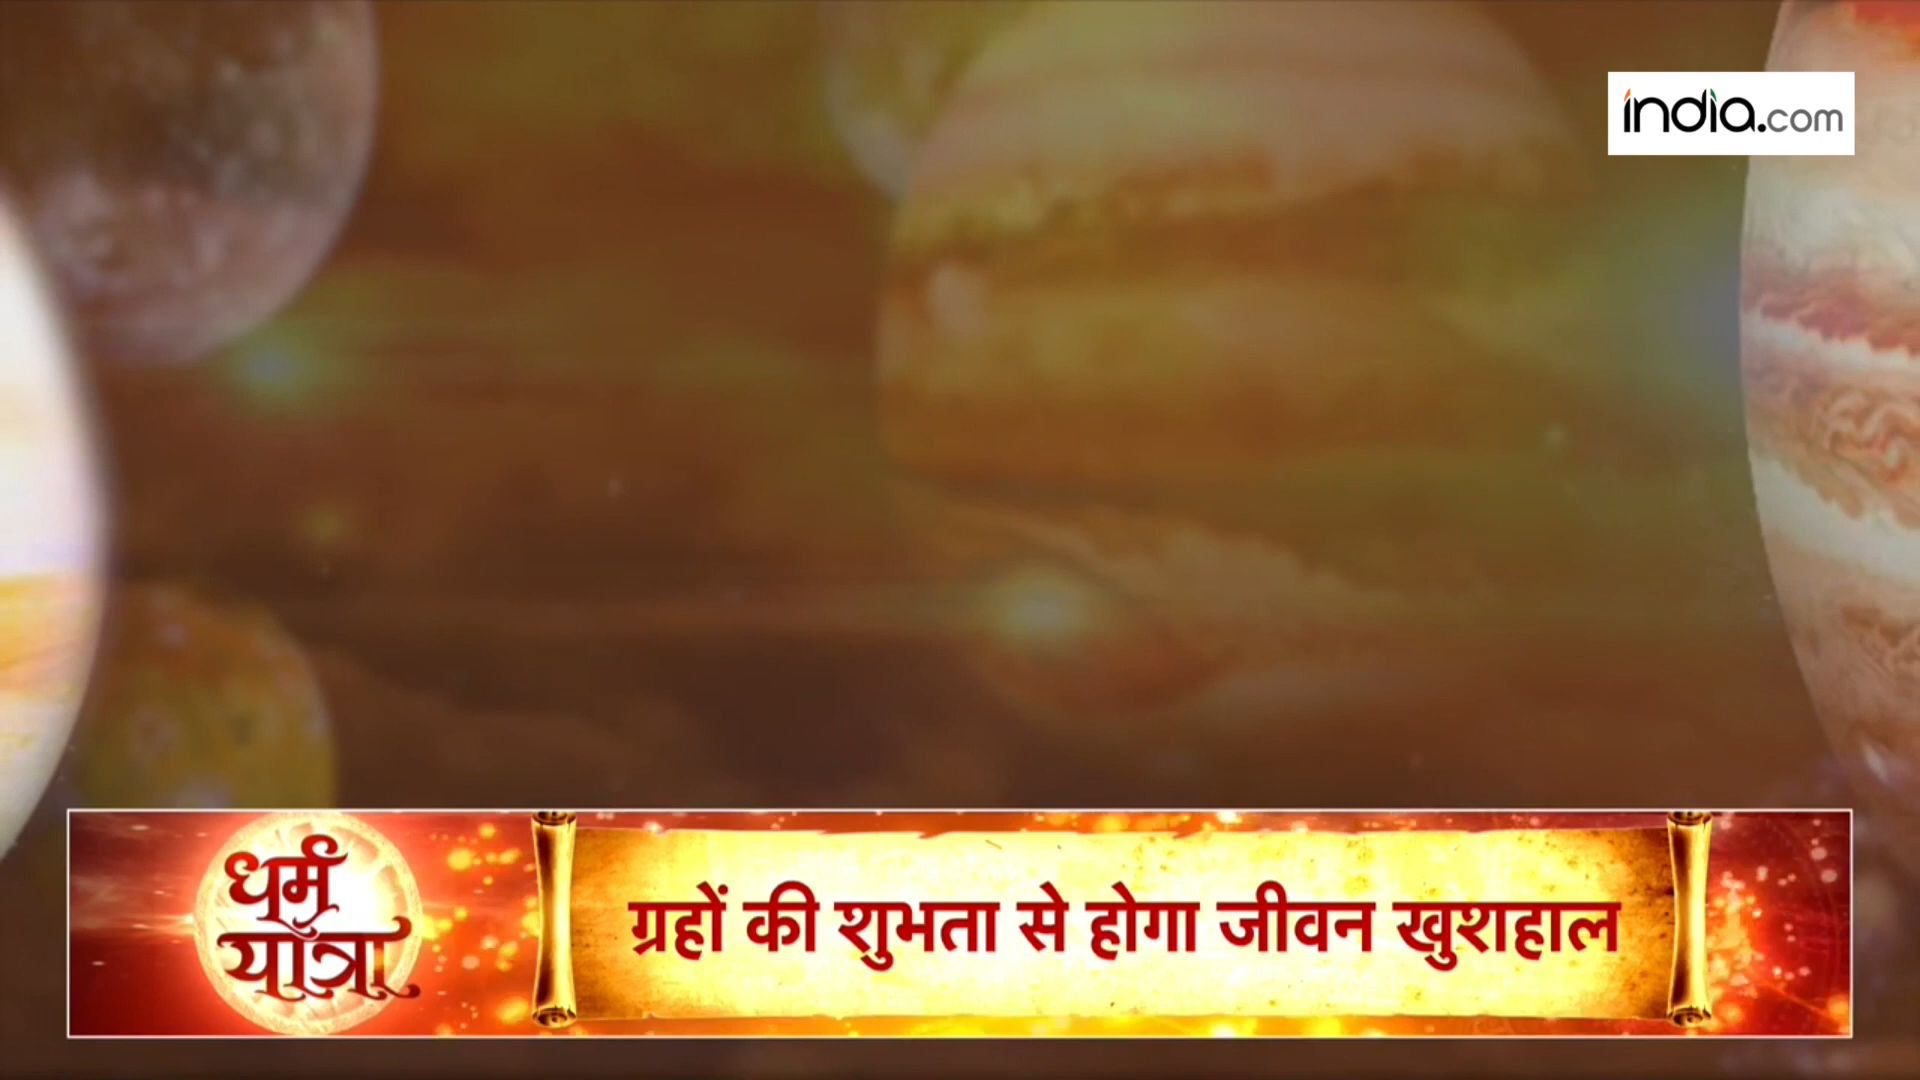 india.com
धर्म
यात्रा
ग्रहों की शुभता से होगा जीवन खुशहाल